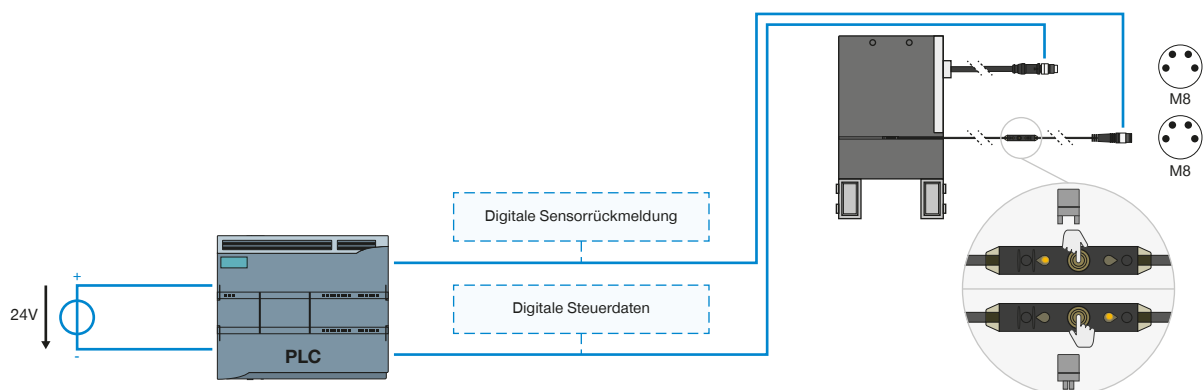 M8
M8
Digitale Sensorrückmeldung
+
24V
Digitale Steuerdaten
-
PLC